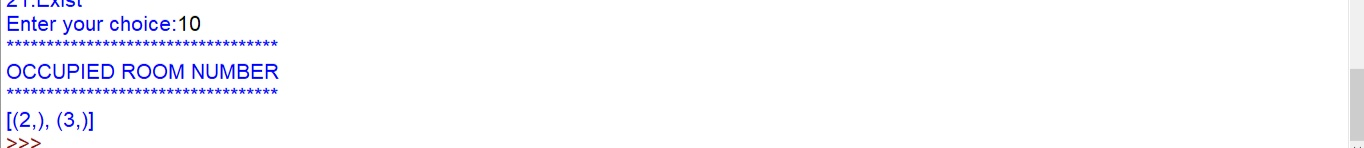 21.Exist
Enter your choice:10
**********************************
OCCUPIED ROOM NUMBER
**********************************
[(2,), (3,)]
>>>